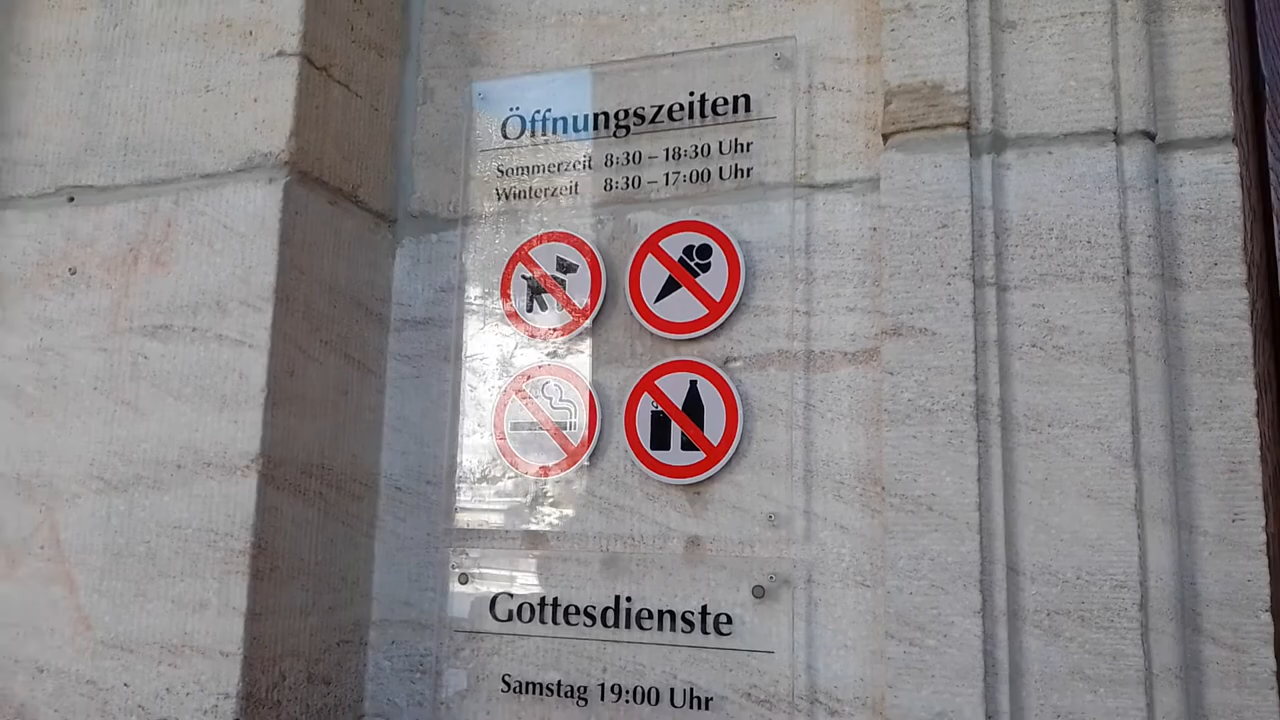 Öffnungszeiten
Sommerzeit 8:30 – 18:30 Uhr
Winterzeit 8:30 – 17:00 Uhr
Gottesdienste
Samstag 19:00 Uhr